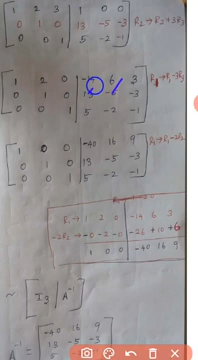 1 2 3 | 1 0 0
0 1 0 | 13 -5 -3 R₂→R₂+3R₃
0 0 1 | 5 -2 -1
1 2 0 | -14 6 3 R₁→R₁-3R₃
0 1 0 | 13 -5 -3
0 0 1 | 5 -2 -1
1 0 0 | -40 16 9 R₁→R₁-2R₂
0 1 0 | 13 -5 -3
0 0 1 | 5 -2 -1
R₁→ 1 2 0 -14 6 3
-2R₂→ -0 -2 -0 -26 +10 +6
1 0 0 -40 16 9
~ [I₃ | A⁻¹]
A⁻¹ = -40 16 9
13 -5 -3
5